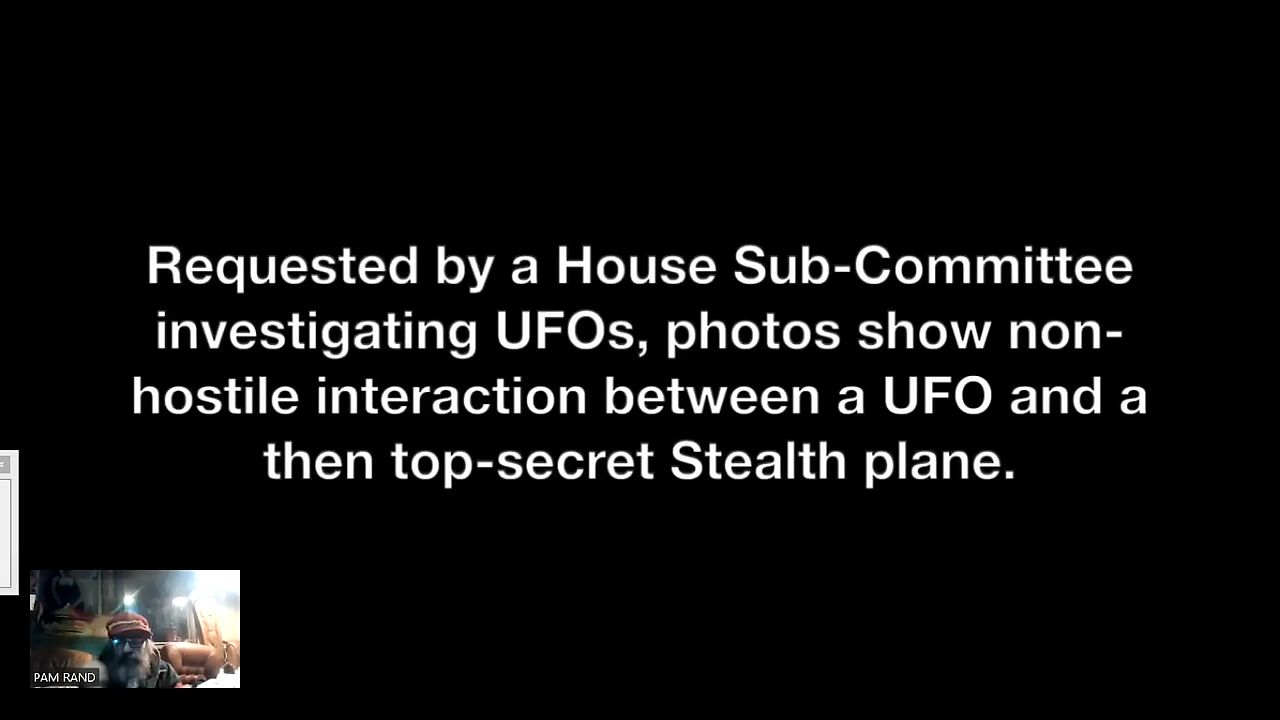 Requested by a House Sub-Committee
investigating UFOs, photos show non-
hostile interaction between a UFO and a
then top-secret Stealth plane.
PAM RAND